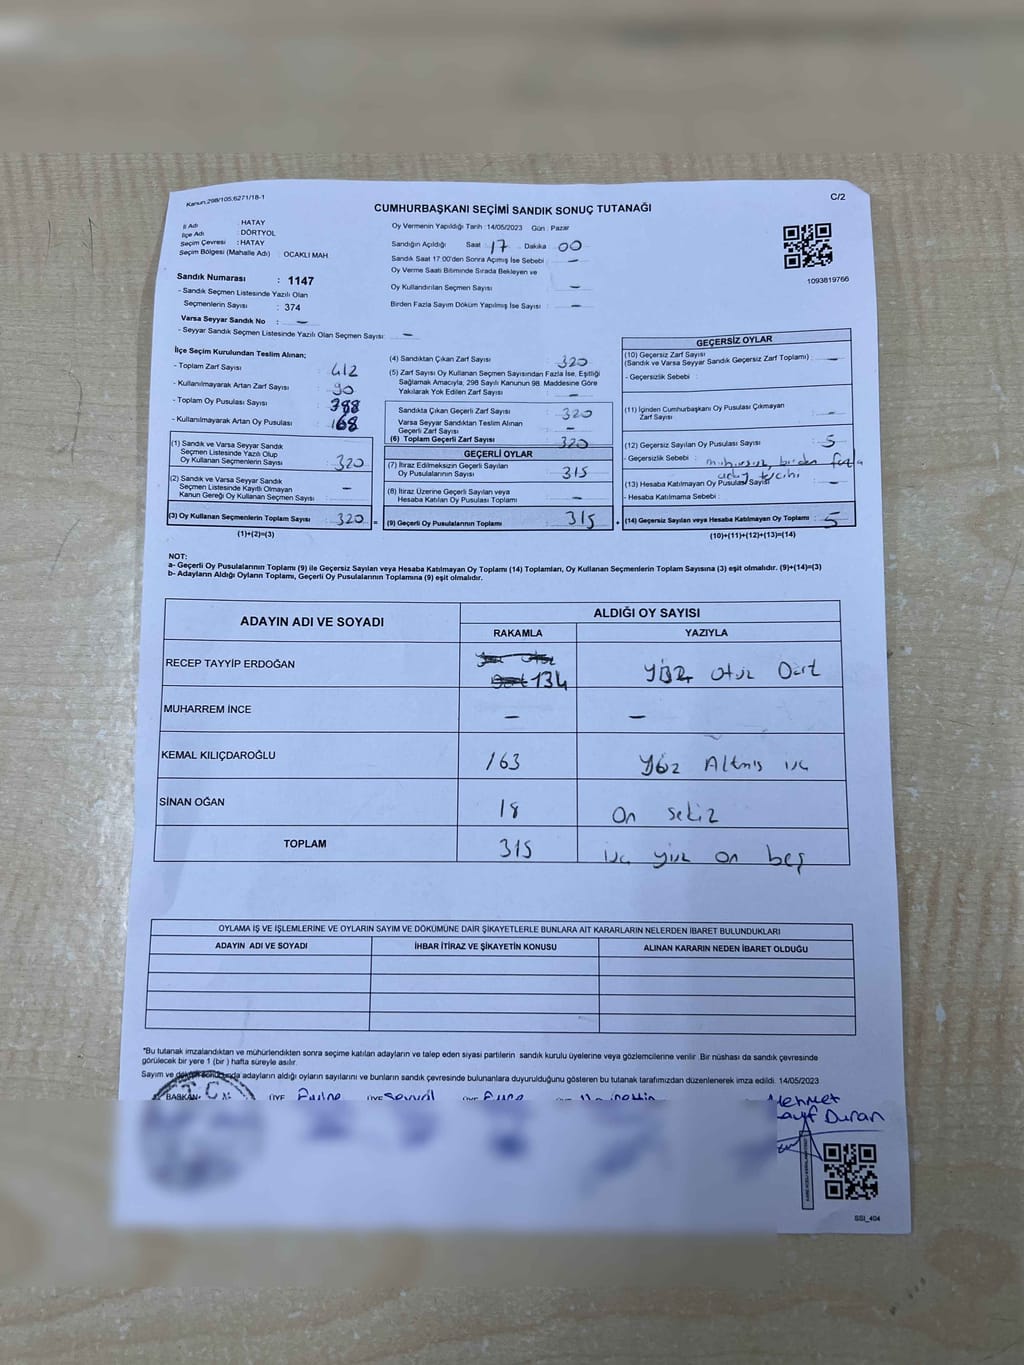 Kanun.298/105;6271/18-1
C/2
CUMHURBAŞKANI SEÇİMİ SANDIK SONUÇ TUTANAĞI
İl Adı : HATAY
İlçe Adı : DÖRTYOL
Seçim Çevresi : HATAY
Seçim Bölgesi (Mahalle Adı) OCAKLI MAH
Sandık Numarası : 1147
- Sandık Seçmen Listesinde Yazılı Olan
Seçmenlerin Sayısı : 374
Varsa Seyyar Sandık No : –
- Seyyar Sandık Seçmen Listesinde Yazılı Olan Seçmen Sayısı: –
Oy Vermenin Yapıldığı Tarih :14/05/2023 Gün : Pazar
Sandığın Açıldığı Saat 17 Dakika 00
Sandık Saat 17:00'den Sonra Açımış İse Sebebi : –
Oy Verme Saati Bitiminde Sırada Bekleyen ve
Oy Kullandırılan Seçmen Sayısı : –
Birden Fazla Sayım Döküm Yapılmış İse Sayısı : –
1093819766
İlçe Seçim Kurulundan Teslim Alınan;
- Toplam Zarf Sayısı : 412
- Kullanılmayarak Artan Zarf Sayısı : 90
- Toplam Oy Pusulası Sayısı : 388
- Kullanılmayarak Artan Oy Pusulası : 168
(1) Sandık ve Varsa Seyyar Sandık
Seçmen Listesinde Yazılı Olup
Oy Kullanan Seçmenlerin Sayısı : 320
(2) Sandık ve Varsa Seyyar Sandık
Seçmen Listesinde Kayıtlı Olmayan
Kanun Gereği Oy Kullanan Seçmen Sayısı : –
(3) Oy Kullanan Seçmenlerin Toplam Sayısı : 320
(1)+(2)=(3)
(4) Sandıktan Çıkan Zarf Sayısı : 320
(5) Zarf Sayısı Oy Kullanan Seçmen Sayısından Fazla İse, Eşitliği
Sağlamak Amacıyla; 298 Sayılı Kanunun 98. Maddesine Göre
Yakılarak Yok Edilen Zarf Sayısı : –
Sandıkta Çıkan Geçerli Zarf Sayısı : 320
Varsa Seyyar Sandıktan Teslim Alınan
Geçerli Zarf Sayısı : –
(6) Toplam Geçerli Zarf Sayısı : 320
GEÇERLİ OYLAR
(7) İtiraz Edilmeksizin Geçerli Sayılan
Oy Pusulalarının Sayısı : 315
(8) İtiraz Üzerine Geçerli Sayılan veya
Hesaba Katılan Oy Pusulası Toplamı : –
(9) Geçerli Oy Pusulalarının Toplamı : 315
GEÇERSİZ OYLAR
(10) Geçersiz Zarf Sayısı
(Sandık ve Varsa Seyyar Sandık Geçersiz Zarf Toplamı) : –
- Geçersizlik Sebebi :
(11) İçinden Cumhurbaşkanı Oy Pusulası Çıkmayan
Zarf Sayısı : –
(12) Geçersiz Sayılan Oy Pusulası Sayısı : 5
- Geçersizlik Sebebi : mühürsüz, birden fazla
aday tercihi
(13) Hesaba Katılmayan Oy Pusulası Sayısı : –
- Hesaba Katılmama Sebebi :
(14) Geçersiz Sayılan veya Hesaba Katılmayan Oy Toplamı : 5
(10)+(11)+(12)+(13)=(14)
NOT:
a- Geçerli Oy Pusulalarının Toplamı (9) ile Geçersiz Sayılan veya Hesaba Katılmayan Oy Toplamı (14) Toplamları, Oy Kullanan Seçmenlerin Toplam Sayısına (3) eşit olmalıdır. (9)+(14)=(3)
b- Adayların Aldığı Oyların Toplamı, Geçerli Oy Pusulalarının Toplamına (9) eşit olmalıdır.
ADAYIN ADI VE SOYADI ALDIĞI OY SAYISI
RAKAMLA YAZIYLA
RECEP TAYYİP ERDOĞAN 134 Yüz Otuz Dört
MUHARREM İNCE – –
KEMAL KILIÇDAROĞLU 163 Yüz Altmış üç
SİNAN OĞAN 18 On sekiz
TOPLAM 315 üç yüz on beş
OYLAMA İŞ VE İŞLEMLERİNE VE OYLARIN SAYIM VE DÖKÜMÜNE DAİR ŞİKAYETLERLE BUNLARA AİT KARARLARIN NELERDEN İBARET BULUNDUKLARI
ADAYIN ADI VE SOYADI İHBAR İTİRAZ VE ŞİKAYETİN KONUSU ALINAN KARARIN NEDEN İBARET OLDUĞU
"Bu tutanak imzalandıktan ve mühürlendikten sonra seçime katılan adayların ve talep eden siyasi partilerin sandık kurulu üyelerine veya gözlemcilerine verilir .Bir nüshası da sandık çevresinde
görülecek bir yere 1 (bir ) hafta süreyle asılır.
Sayım ve döküm sonucunda adayların aldığı oyların sayılarını ve bunların sandık çevresinde bulunanlara duyurulduğunu gösteren bu tutanak tarafımızdan düzenlenerek imza edildi. 14/05/2023
T.C.
BAŞKAN ÜYE Emine ÜYE Sevval ÜYE ÜYE Mehmet
Duran
SSI_404